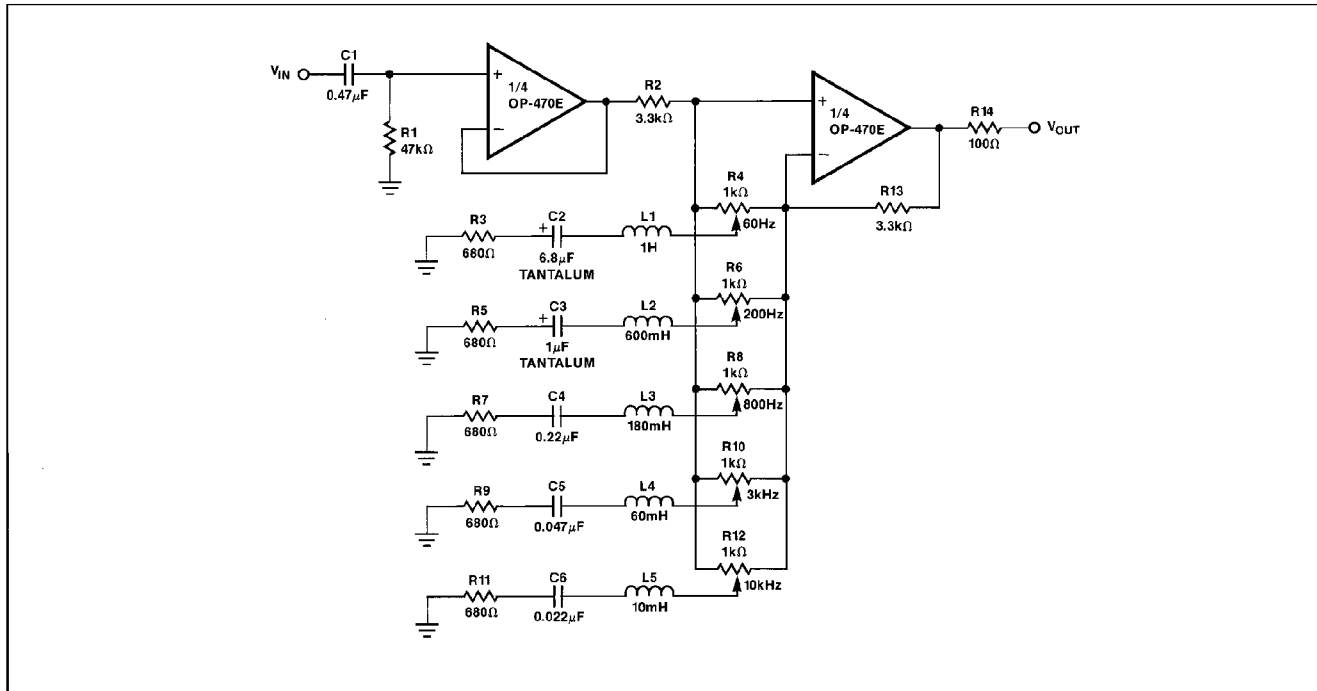 C1
V_IN
0.47μF
R1
47kΩ
+
1/4
OP-470E
−
R2
3.3kΩ
+
1/4
OP-470E
−
R14
100Ω
V_OUT
R13
3.3kΩ
R4
1kΩ
60Hz
R3
680Ω
+
C2
6.8μF
TANTALUM
L1
1H
R6
1kΩ
200Hz
R5
680Ω
+
C3
1μF
TANTALUM
L2
600mH
R8
1kΩ
800Hz
R7
680Ω
C4
0.22μF
L3
180mH
R10
1kΩ
3kHz
R9
680Ω
C5
0.047μF
L4
60mH
R12
1kΩ
10kHz
R11
680Ω
C6
0.022μF
L5
10mH